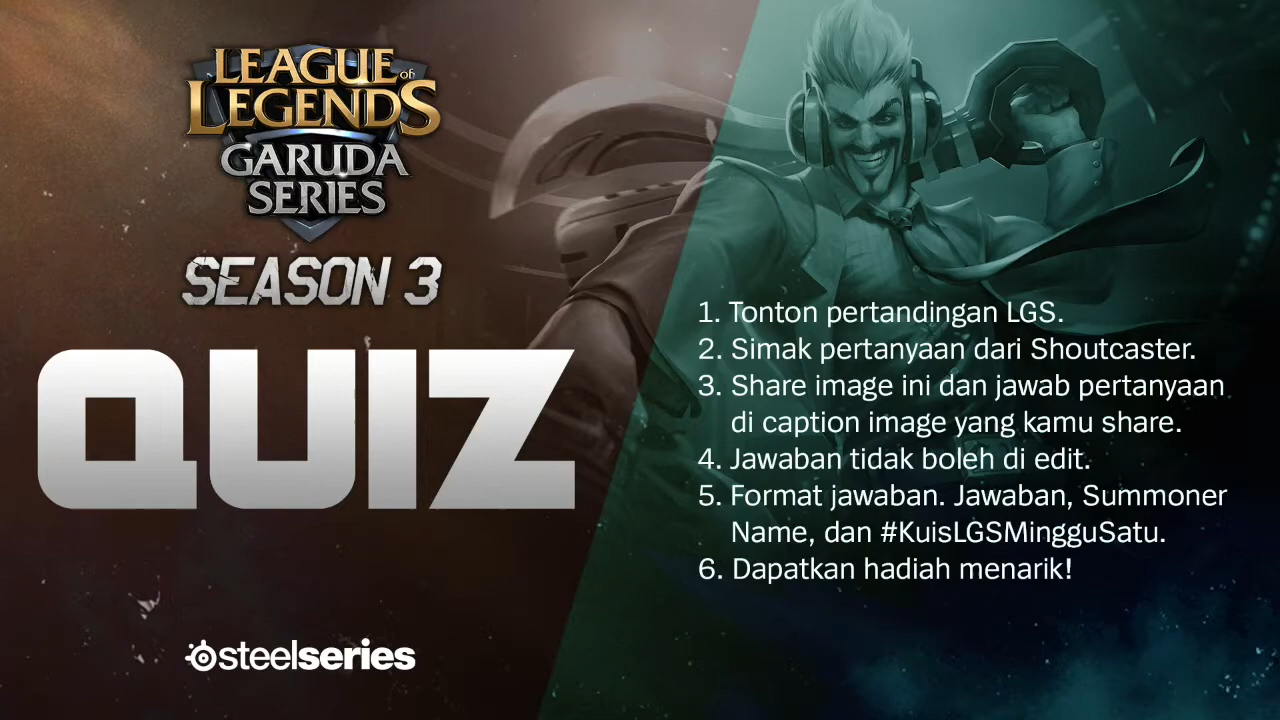 LEAGUE of
LEGENDS
GARUDA
SERIES
SEASON 3
QUIZ
steelseries
1. Tonton pertandingan LGS.
2. Simak pertanyaan dari Shoutcaster.
3. Share image ini dan jawab pertanyaan
di caption image yang kamu share.
4. Jawaban tidak boleh di edit.
5. Format jawaban. Jawaban, Summoner
Name, dan #KuisLGSMingguSatu.
6. Dapatkan hadiah menarik!